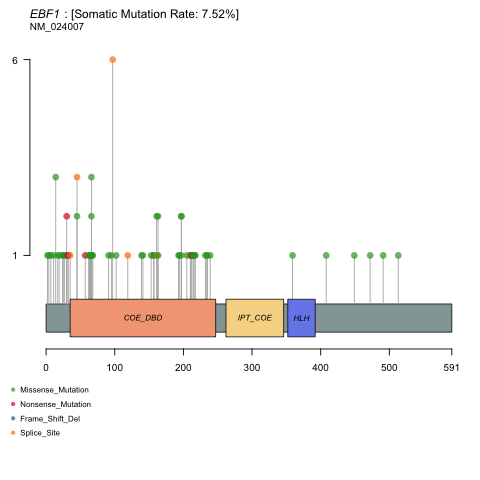 EBF1 : [Somatic Mutation Rate: 7.52%]
NM_024007
6
1
COE_DBD
IPT_COE
HLH
0 100 200 300 400 500 591
Missense_Mutation
Nonsense_Mutation
Frame_Shift_Del
Splice_Site